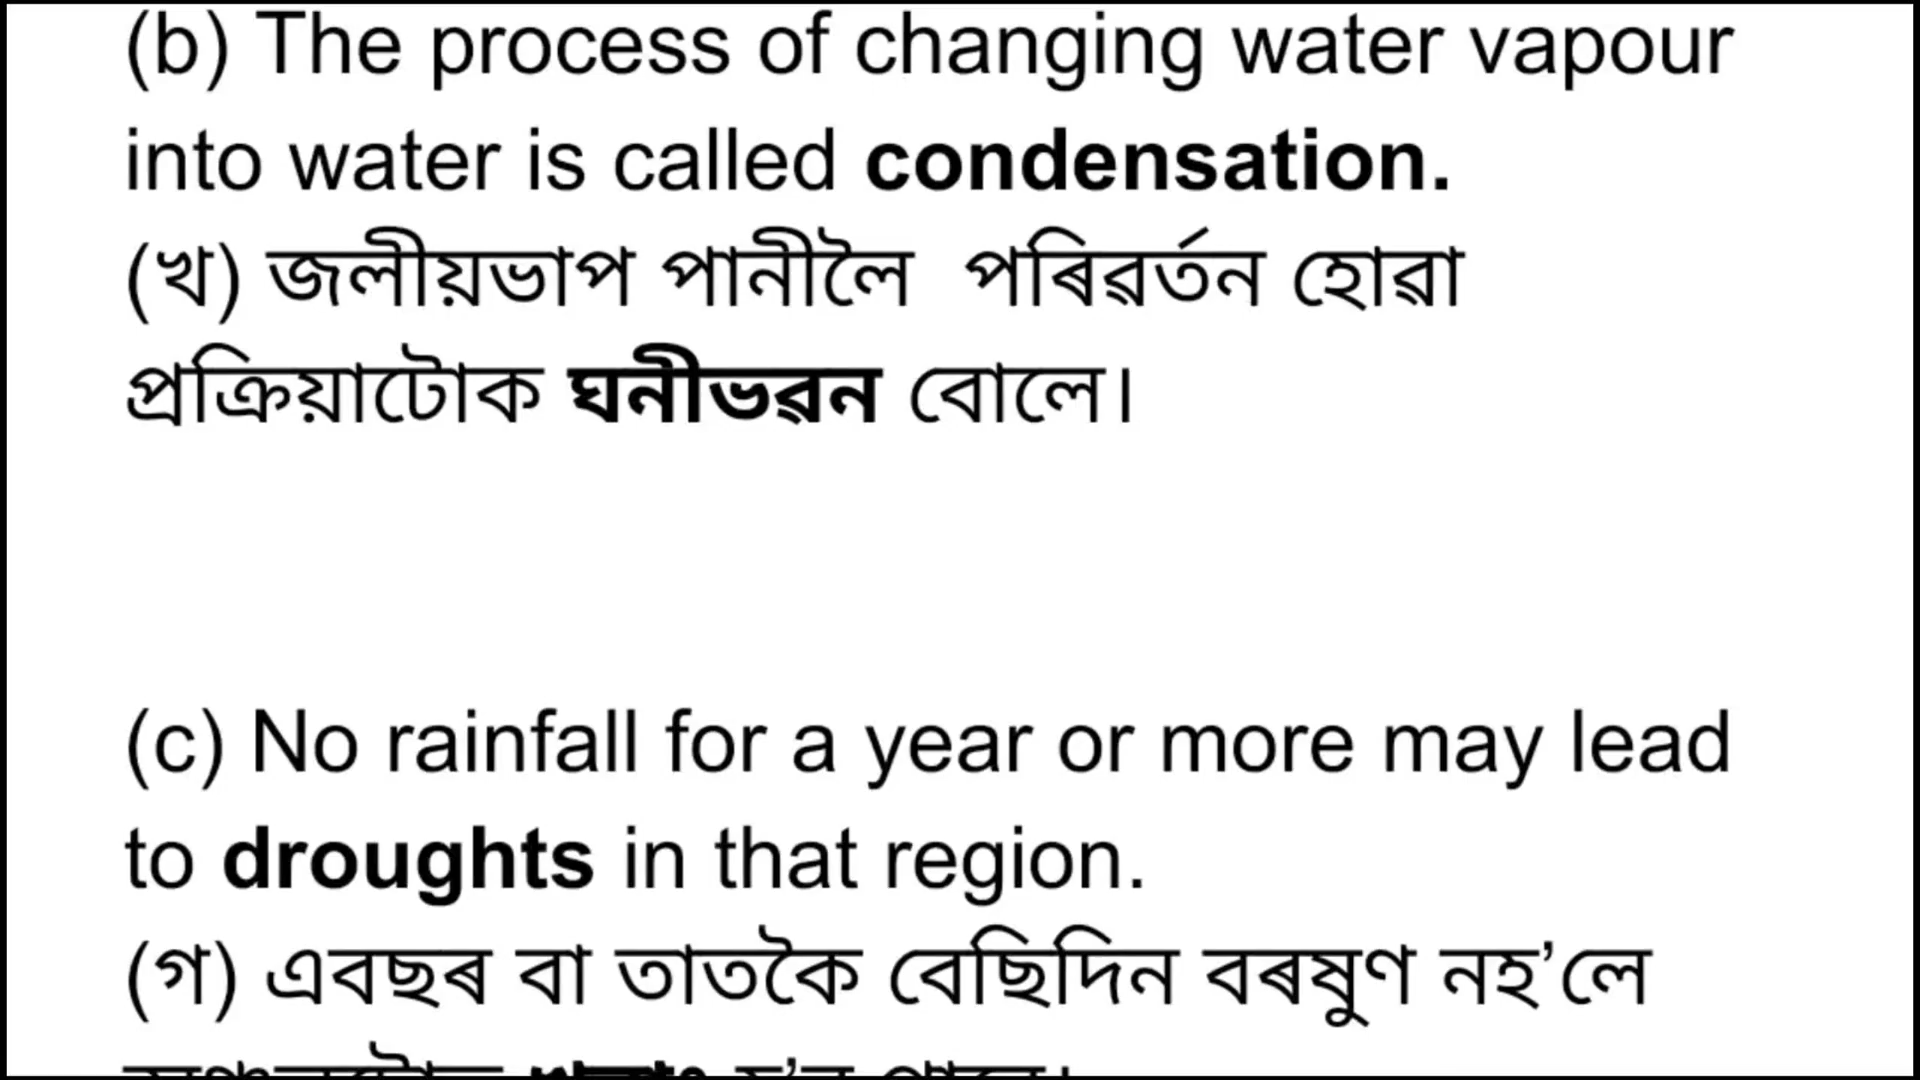 (b) The process of changing water vapour
into water is called condensation.
(খ) জলীয়ভাপ পানীলৈ পৰিৱৰ্তন হোৱা
প্ৰক্ৰিয়াটোক ঘনীভৱন বোলে।
(c) No rainfall for a year or more may lead
to droughts in that region.
(গ) এবছৰ বা তাতকৈ বেছিদিন বৰষুণ নহ’লে